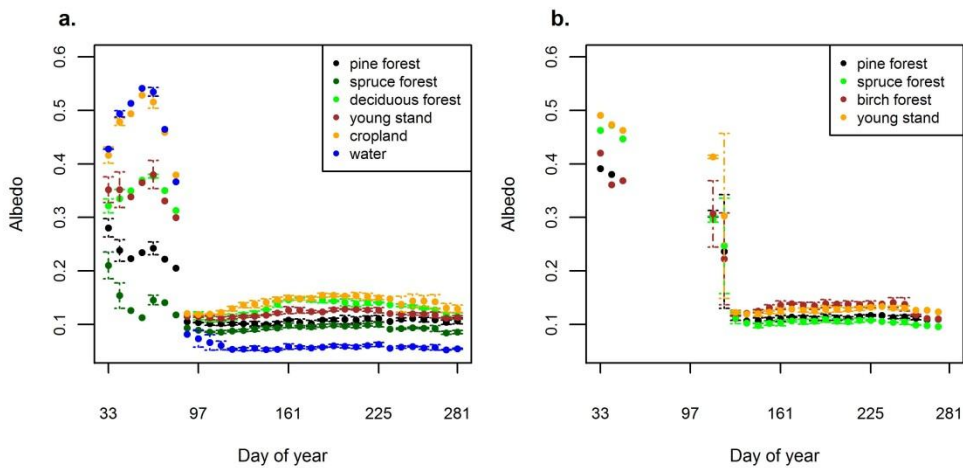 a.
Albedo
0.6
0.5
0.4
0.3
0.2
0.1
pine forest
spruce forest
deciduous forest
young stand
cropland
water
33 97 161 225 281
Day of year
b.
Albedo
0.6
0.5
0.4
0.3
0.2
0.1
pine forest
spruce forest
birch forest
young stand
33 97 161 225 281
Day of year